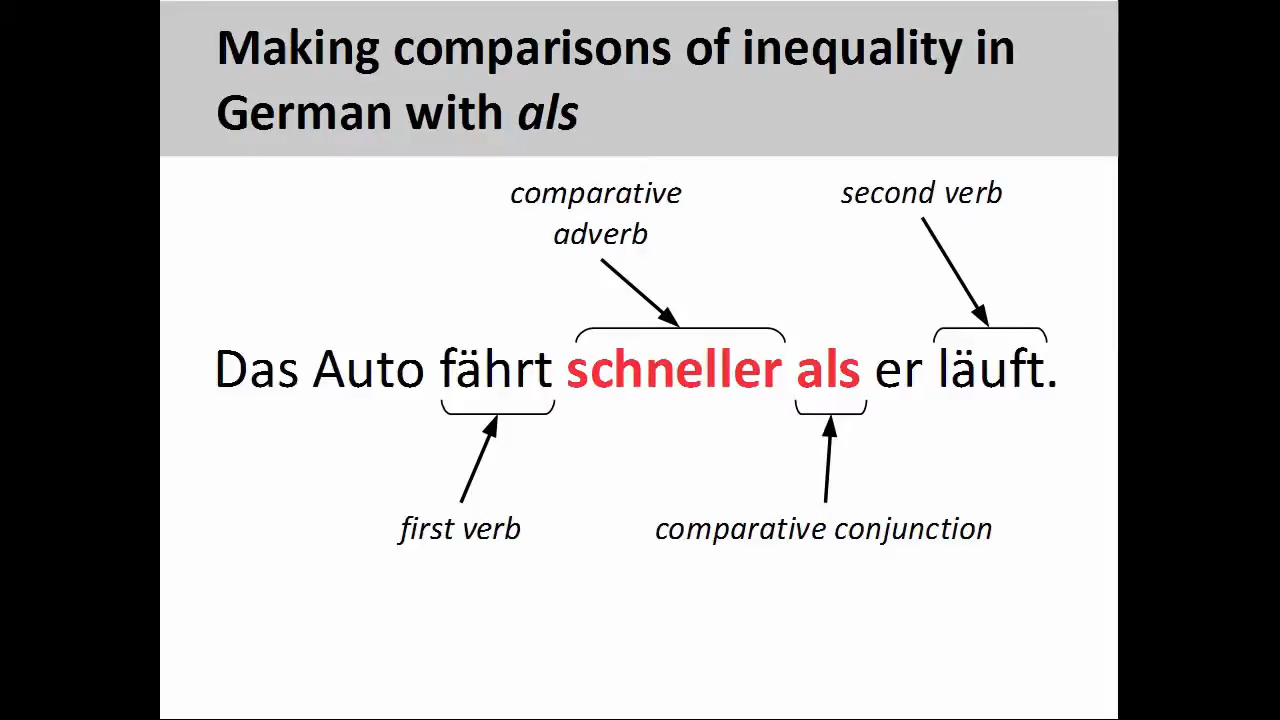 Making comparisons of inequality in
German with als
comparative
adverb
second verb
Das Auto fährt schneller als er läuft.
first verb
comparative conjunction